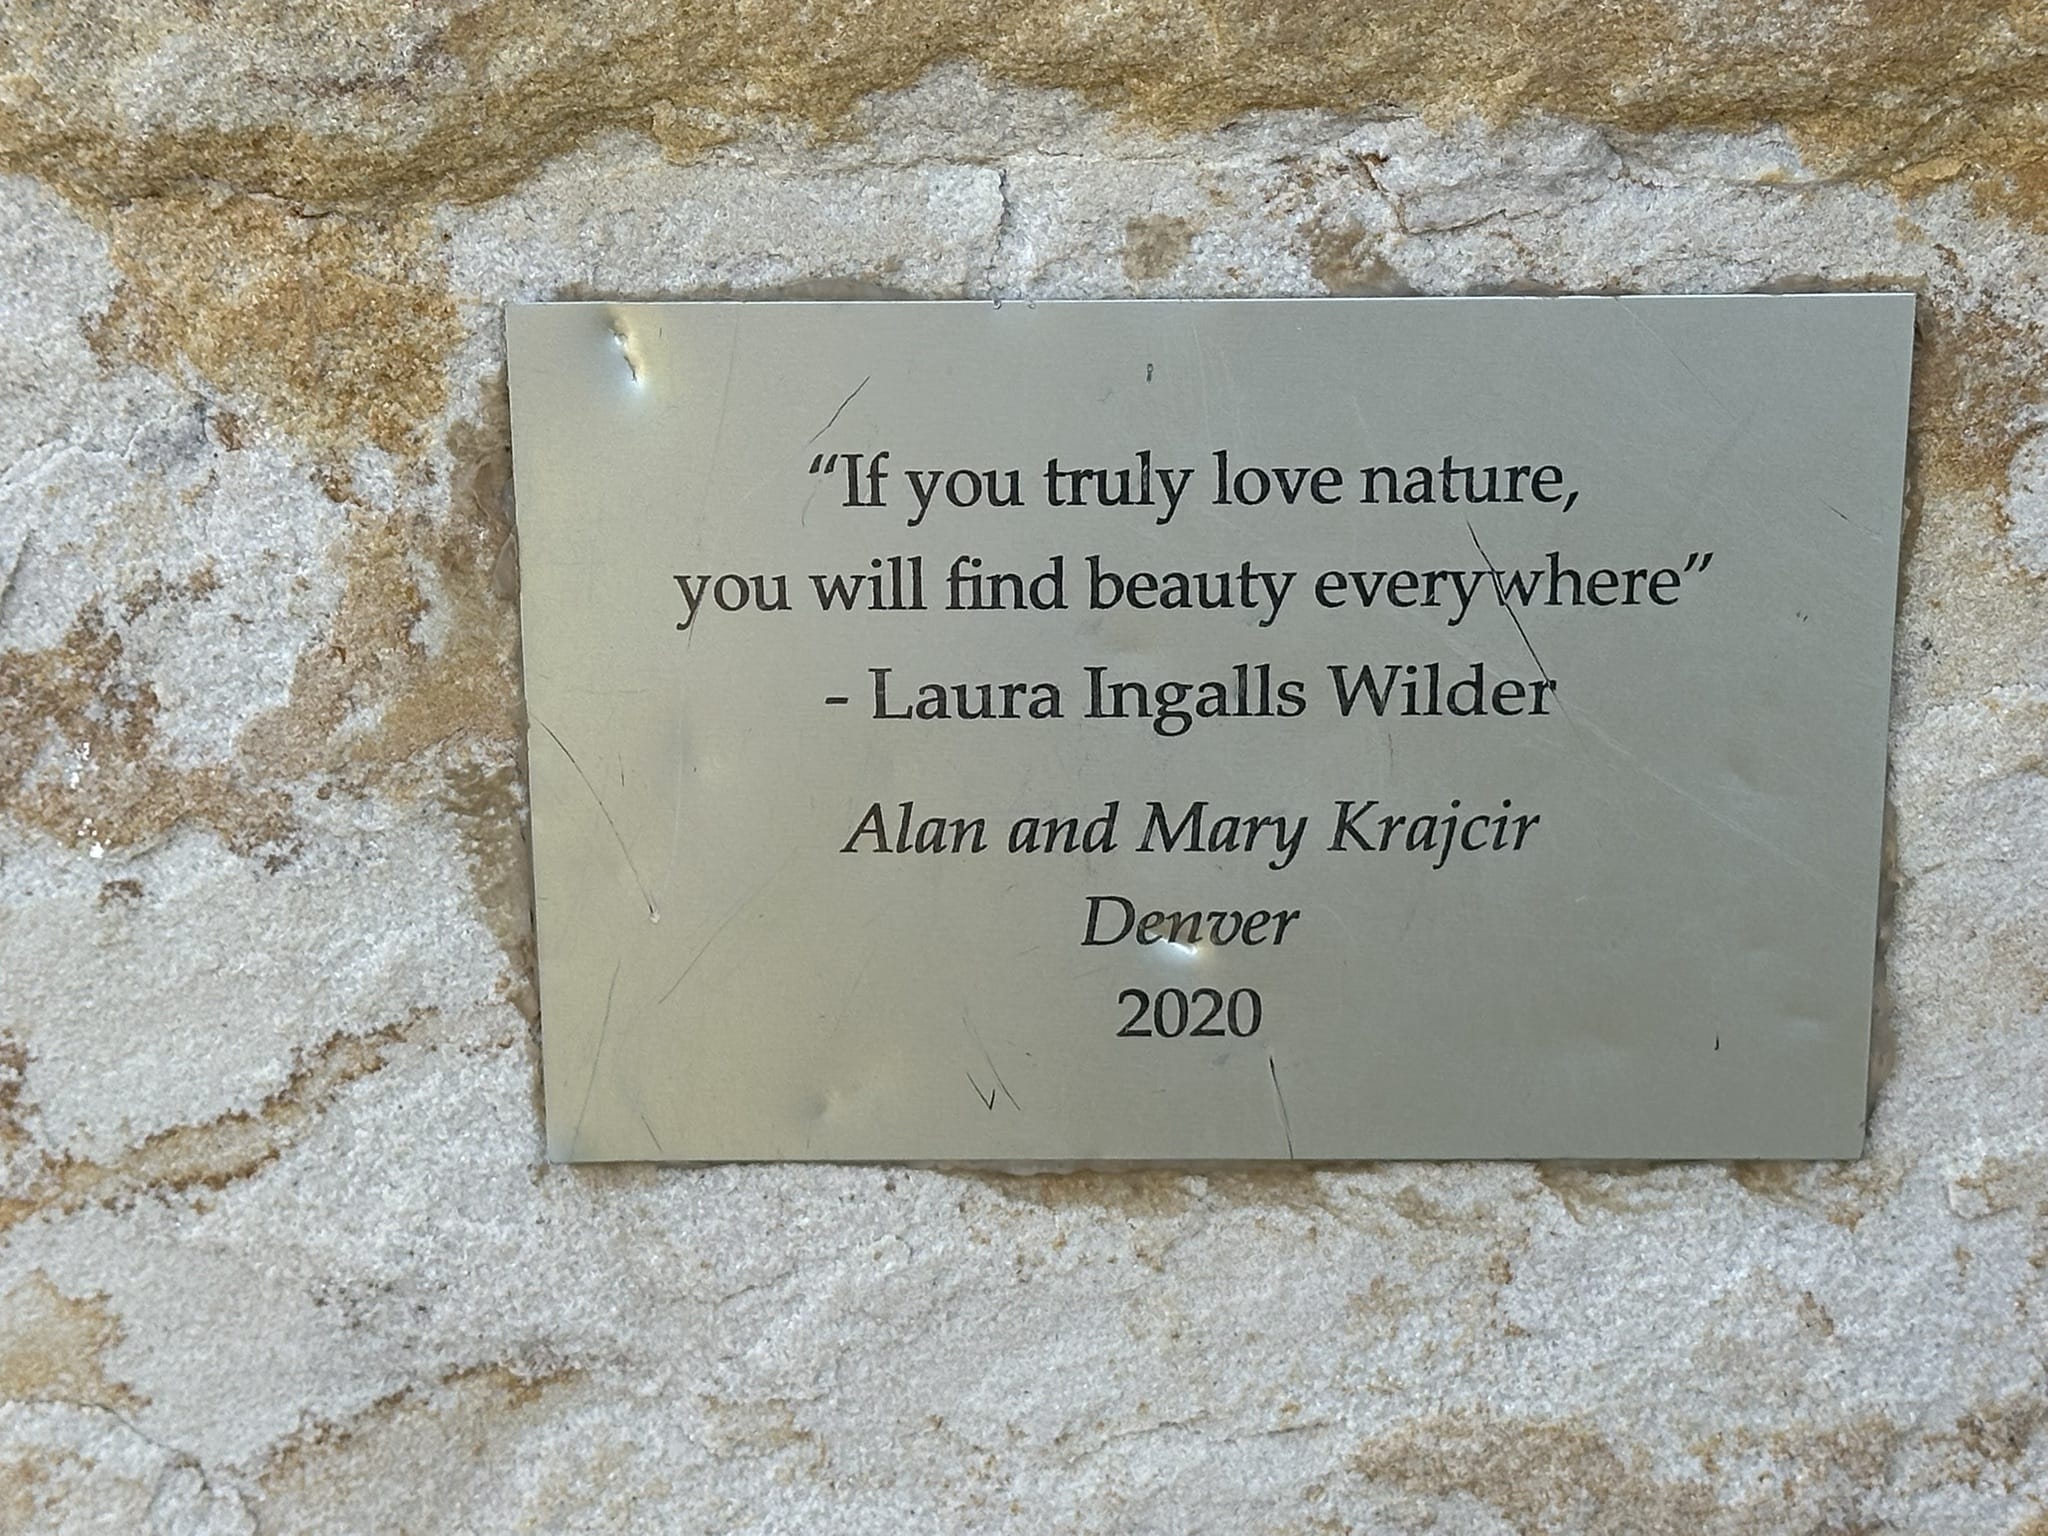 “If you truly love nature,
you will find beauty everywhere”
- Laura Ingalls Wilder
Alan and Mary Krajcir
Denver
2020